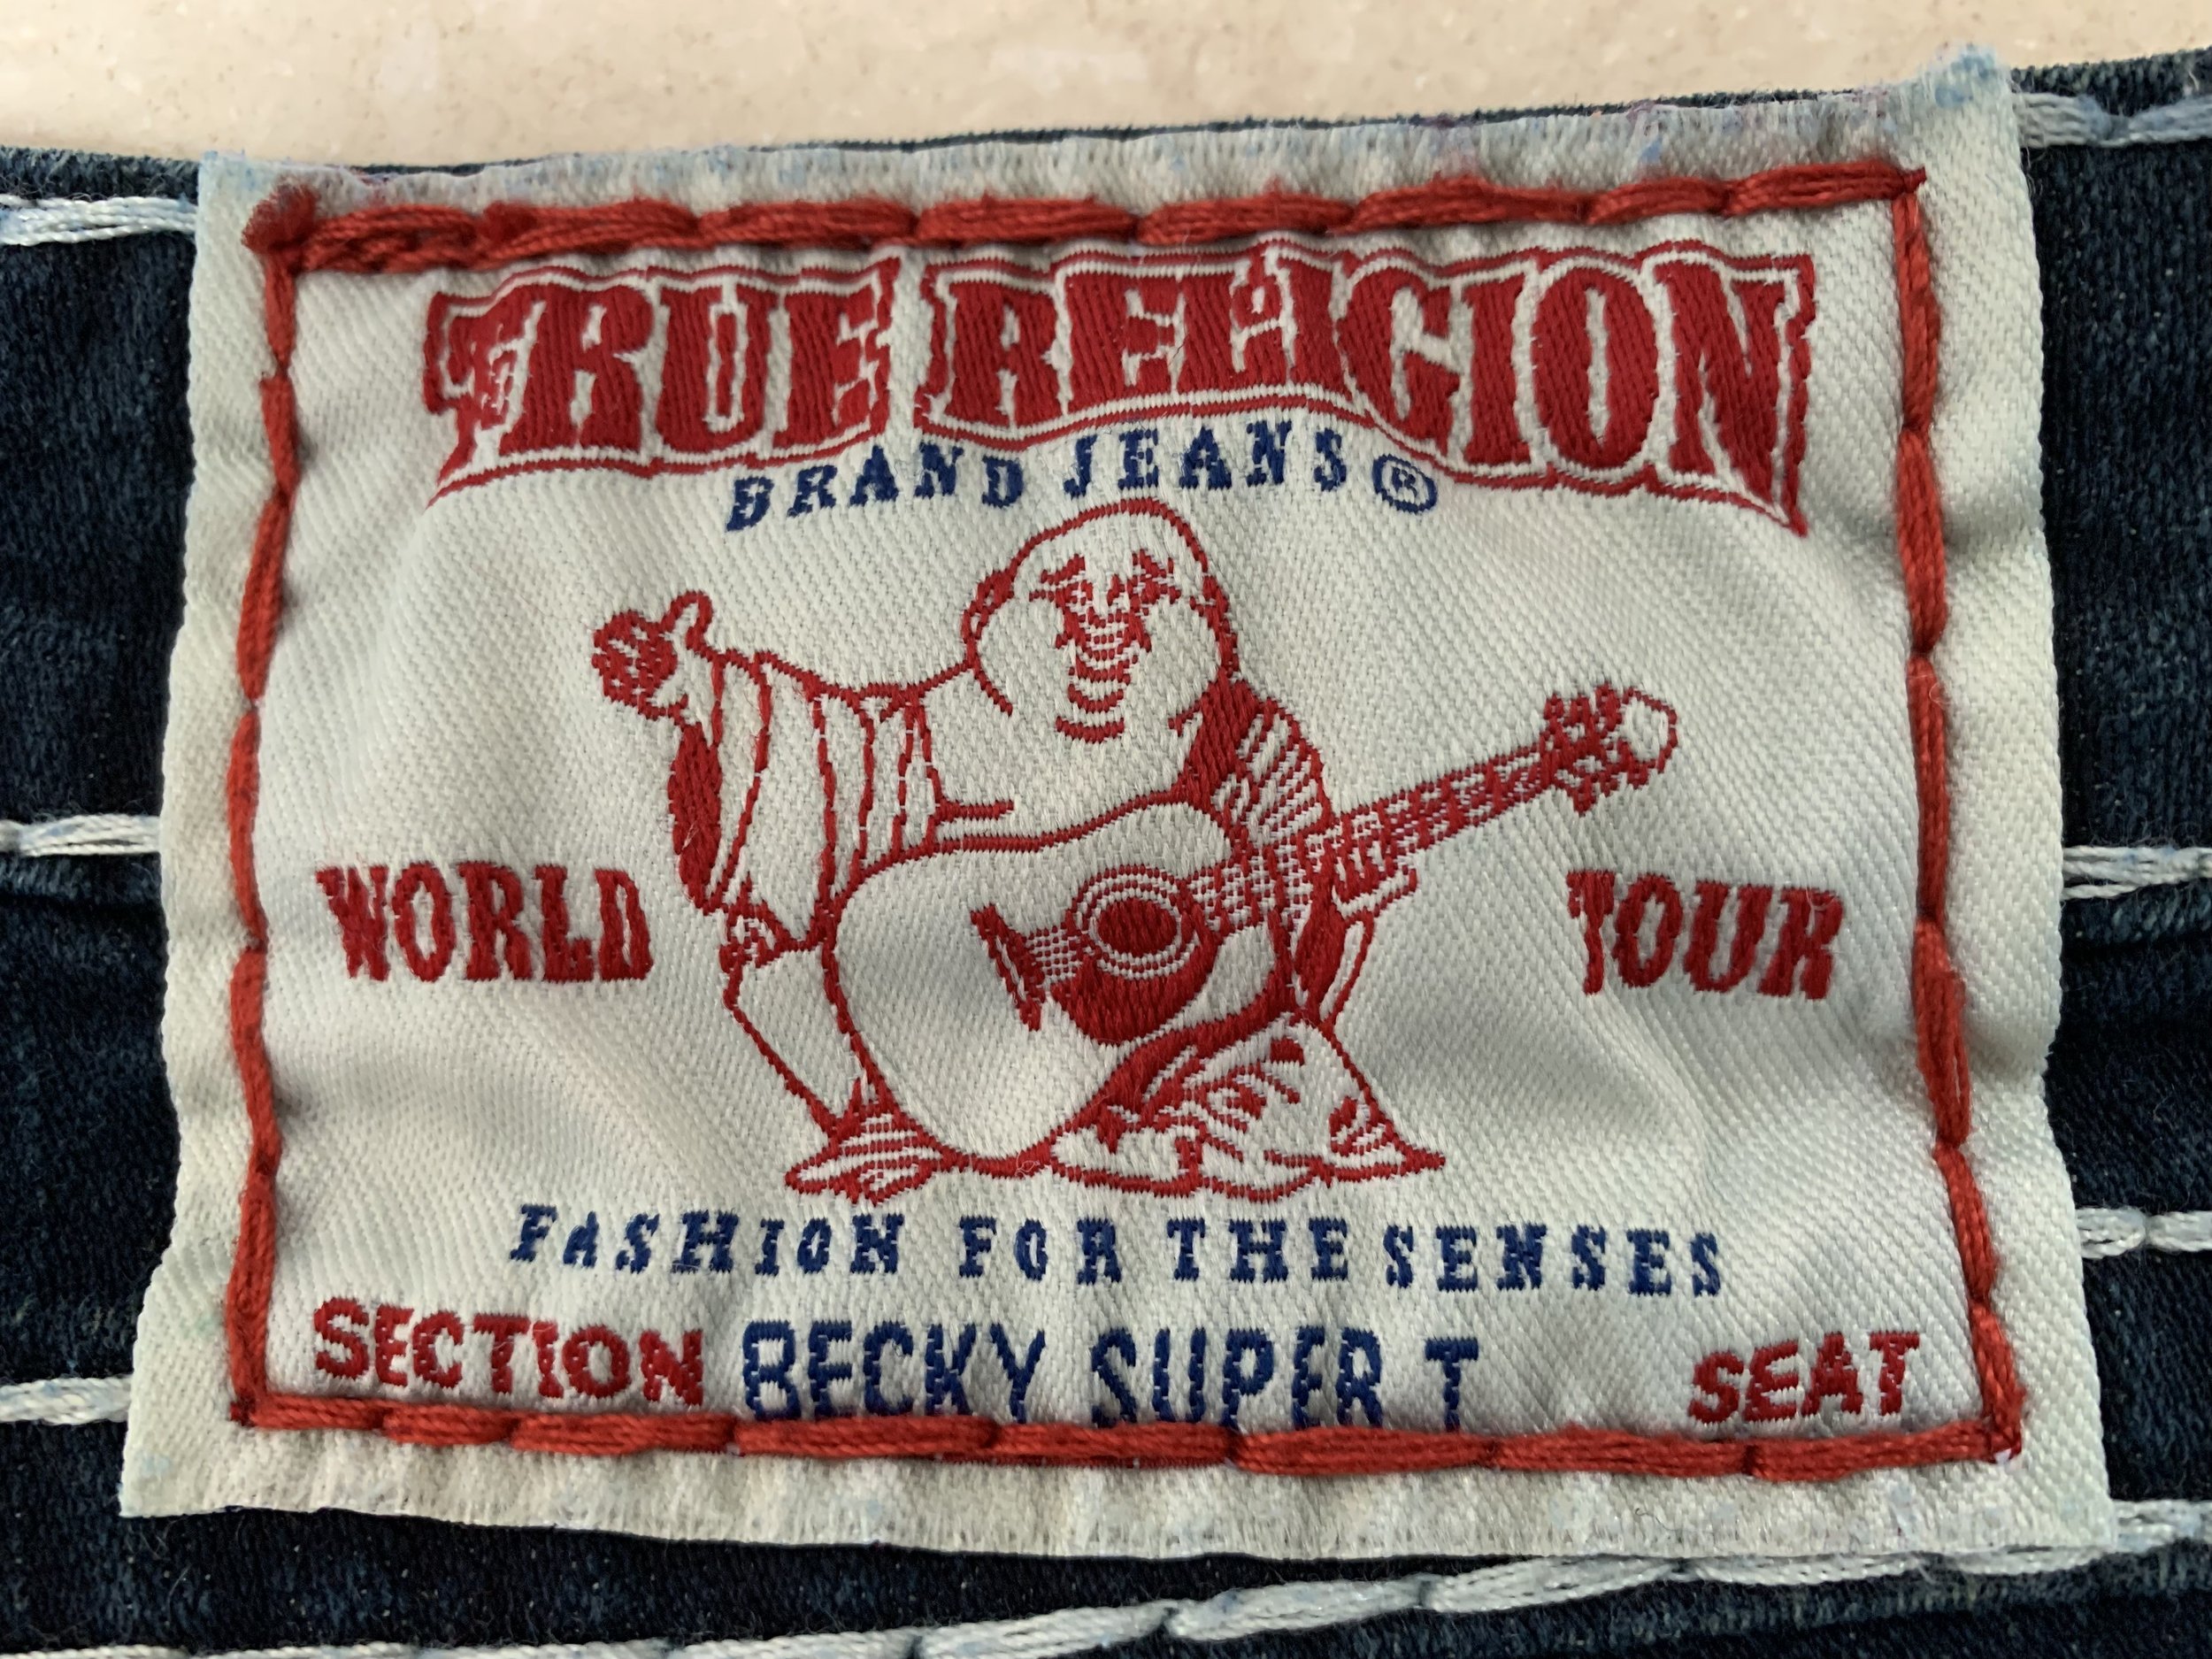 TRUE RELIGION
BRAND JEANS®
WORLD TOUR
FASHION FOR THE SENSES
SECTION BECKY SUPER T SEAT